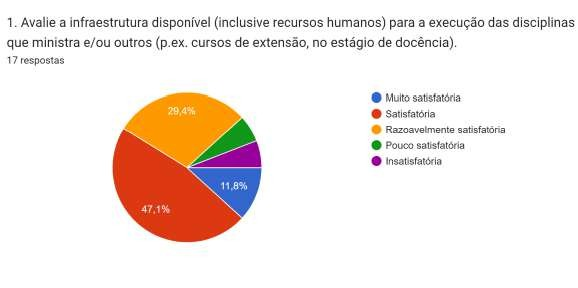 1. Avalie a infraestrutura disponível (inclusive recursos humanos) para a execução das disciplinas
que ministra e/ou outros (p.ex. cursos de extensão, no estágio de docência).
17 respostas
29,4%
11,8%
47,1%
Muito satisfatória
Satisfatória
Razoavelmente satisfatória
Pouco satisfatória
Insatisfatória